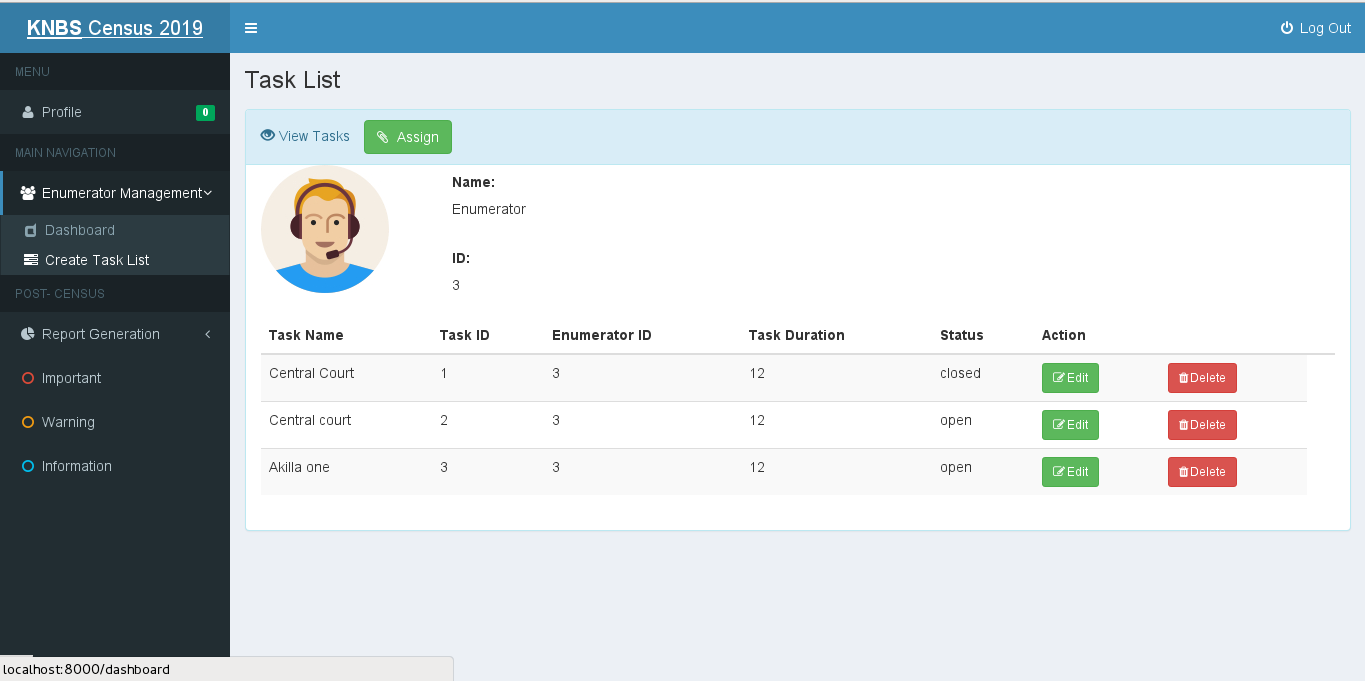 KNBS Census 2019
Log Out
MENU
Profile 0
MAIN NAVIGATION
Enumerator Management
Dashboard
Create Task List
POST- CENSUS
Report Generation
Important
Warning
Information
Task List
View Tasks Assign
Name:
Enumerator
ID:
3
Task Name Task ID Enumerator ID Task Duration Status Action
Central Court 1 3 12 closed Edit Delete
Central court 2 3 12 open Edit Delete
Akilla one 3 3 12 open Edit Delete
localhost:8000/dashboard